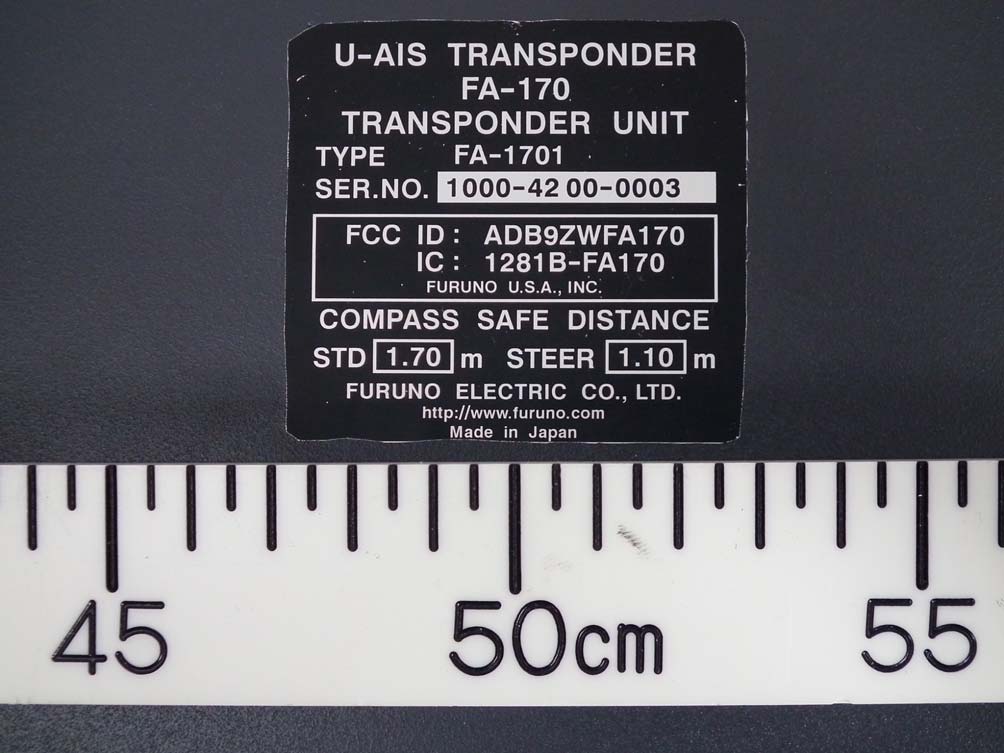 U-AIS TRANSPONDER
FA-170
TRANSPONDER UNIT
TYPE FA-1701
SER.NO. 1000-42 00-0003
FCC ID: ADB9ZWFA170
IC: 1281B-FA170
FURUNO U.S.A., INC.
COMPASS SAFE DISTANCE
STD 1.70 m STEER 1.10 m
FURUNO ELECTRIC CO., LTD.
http://www.furuno.com
Made in Japan
45 50cm 55